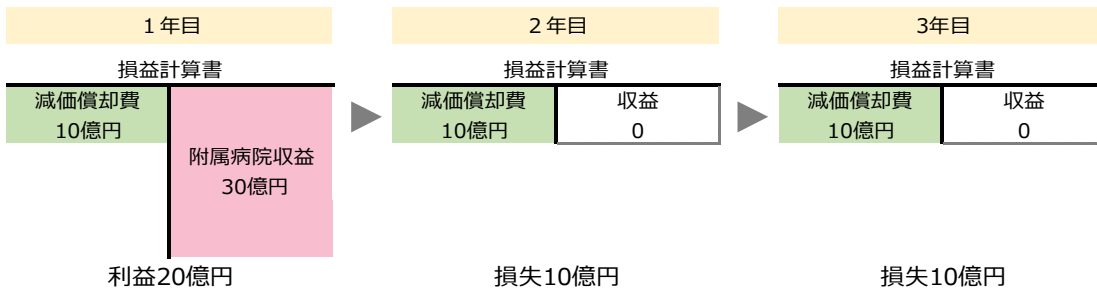 １年目
損益計算書
減価償却費
10億円
附属病院収益
30億円
利益20億円
２年目
損益計算書
減価償却費
10億円
収益
0
損失10億円
3年目
損益計算書
減価償却費
10億円
収益
0
損失10億円